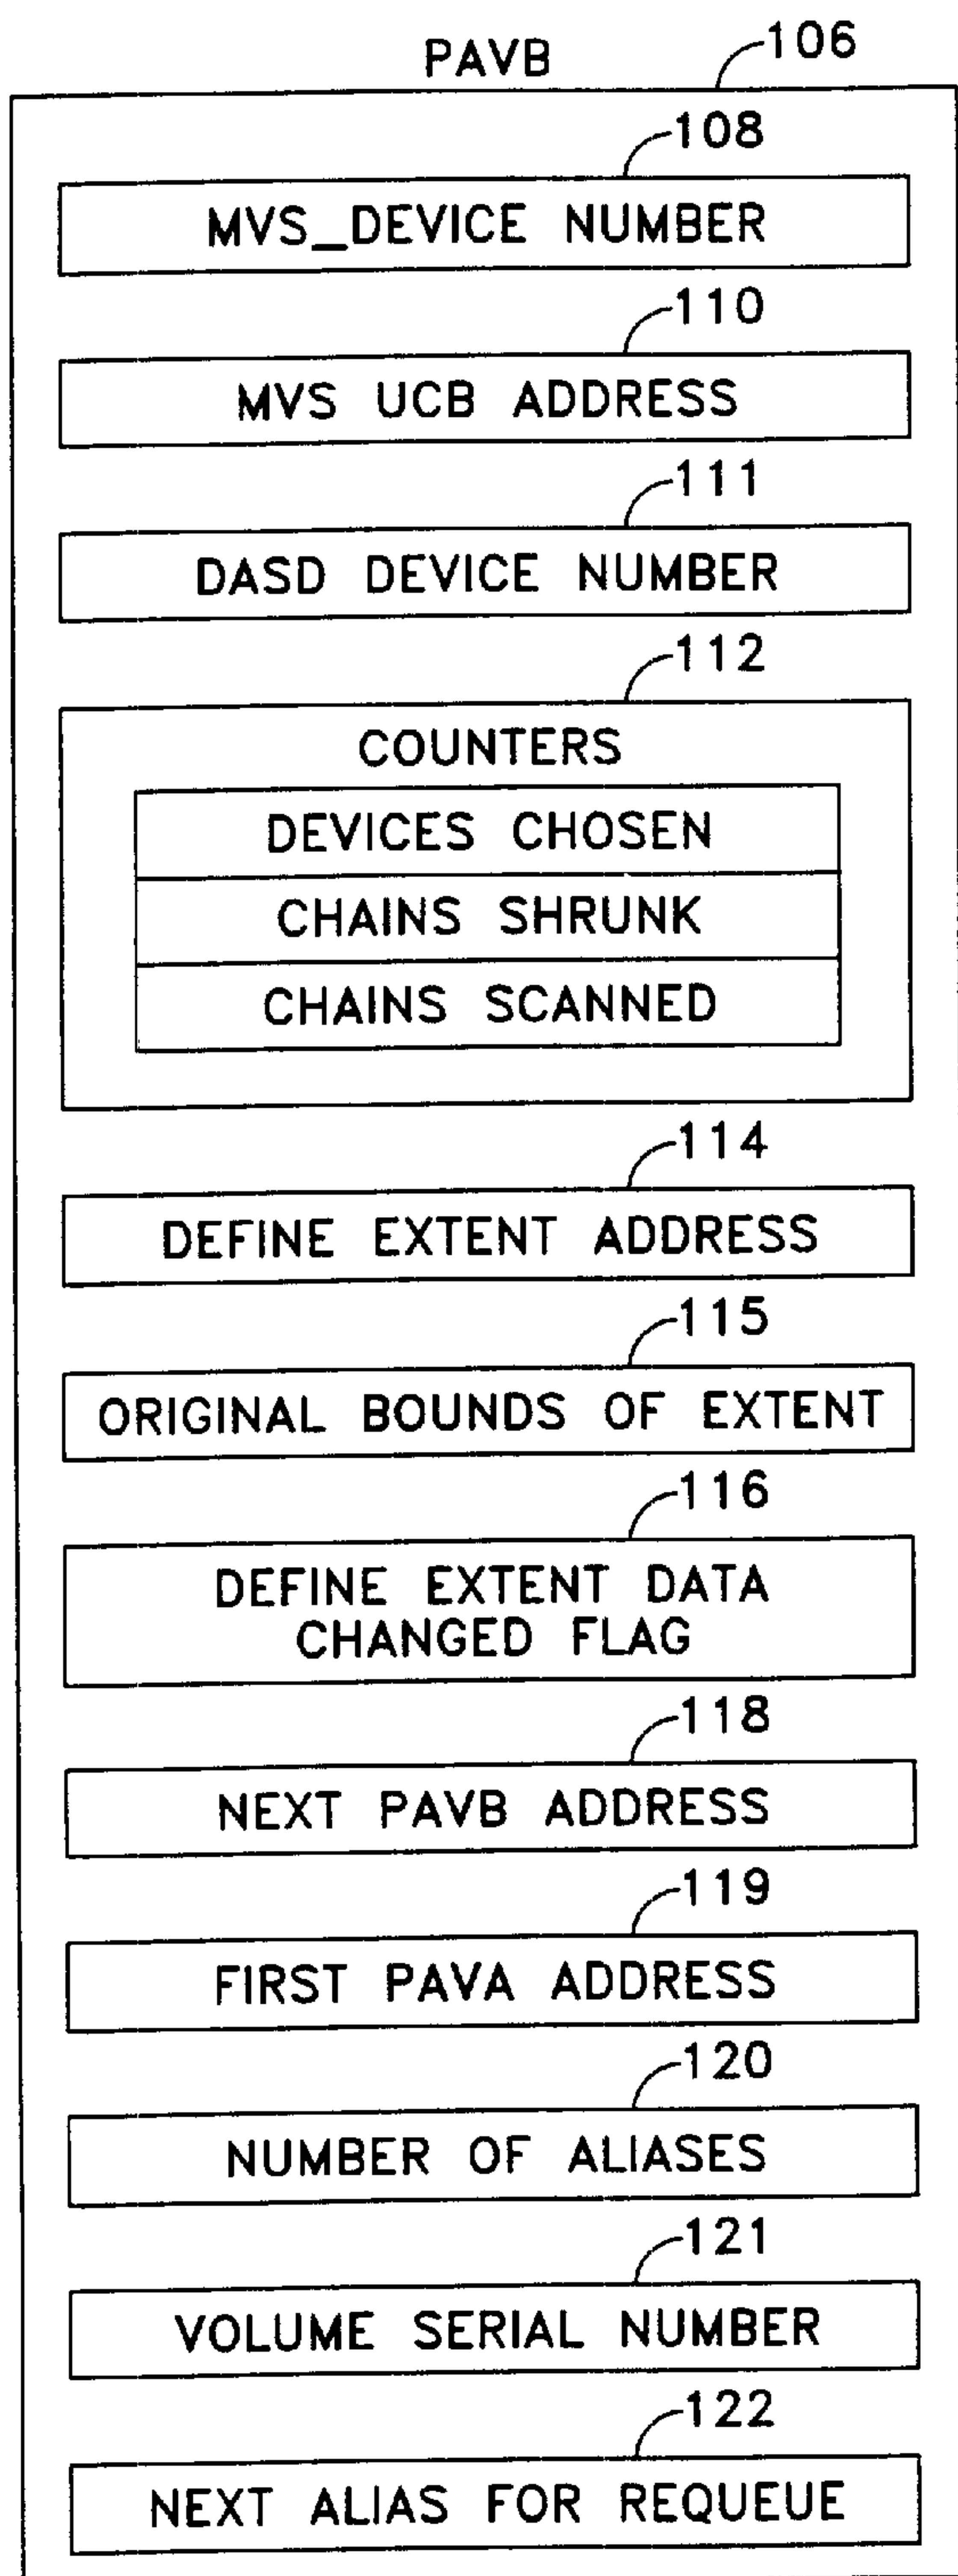 PAVB 106
108
MVS_DEVICE NUMBER
110
MVS UCB ADDRESS
111
DASD DEVICE NUMBER
112
COUNTERS
DEVICES CHOSEN
CHAINS SHRUNK
CHAINS SCANNED
114
DEFINE EXTENT ADDRESS
115
ORIGINAL BOUNDS OF EXTENT
116
DEFINE EXTENT DATA
CHANGED FLAG
118
NEXT PAVB ADDRESS
119
FIRST PAVA ADDRESS
120
NUMBER OF ALIASES
121
VOLUME SERIAL NUMBER
122
NEXT ALIAS FOR REQUEUE